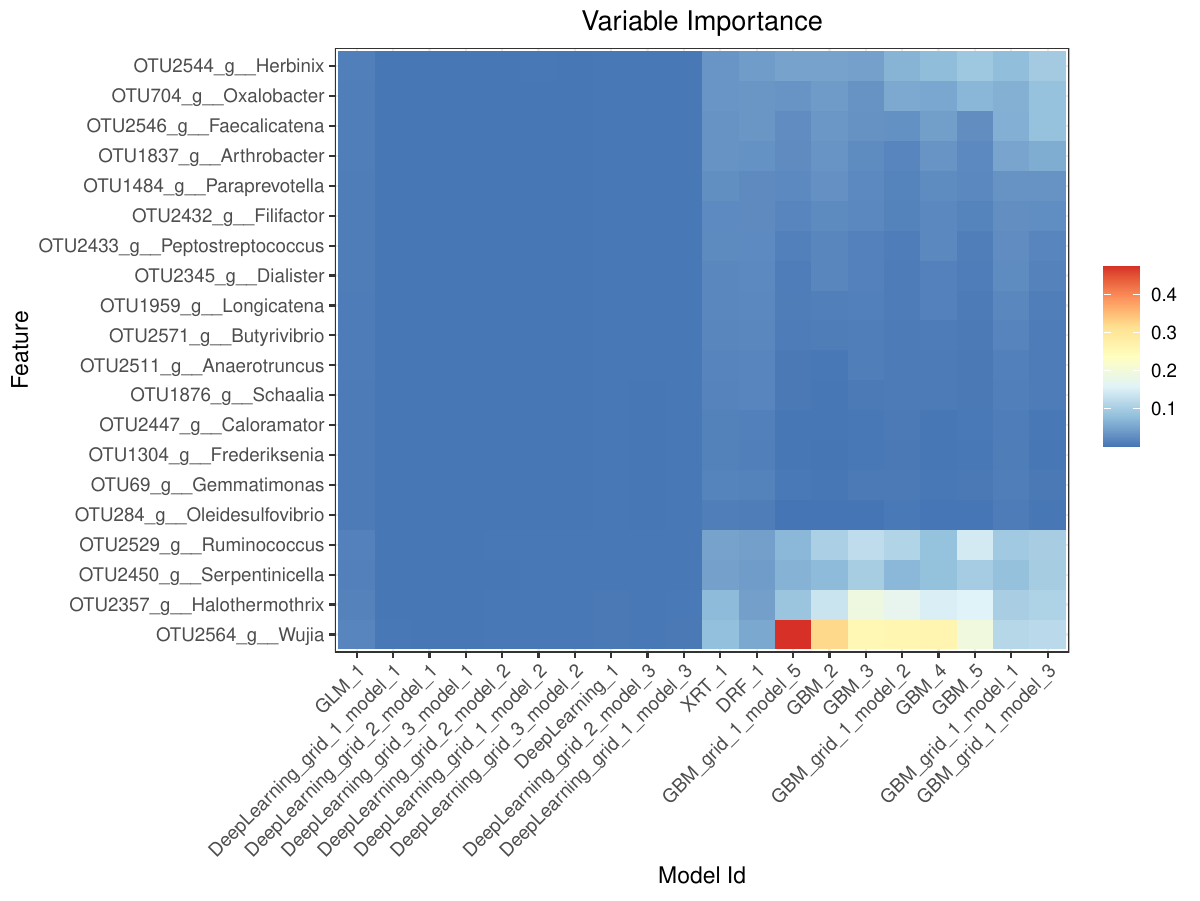 Variable Importance
OTU2544_g__Herbinix
OTU704_g__Oxalobacter
OTU2546_g__Faecalicatena
OTU1837_g__Arthrobacter
OTU1484_g__Paraprevotella
OTU2432_g__Filifactor
OTU2433_g__Peptostreptococcus
OTU2345_g__Dialister
OTU1959_g__Longicatena
OTU2571_g__Butyrivibrio
OTU2511_g__Anaerotruncus
OTU1876_g__Schaalia
OTU2447_g__Caloramator
OTU1304_g__Frederiksenia
OTU69_g__Gemmatimonas
OTU284_g__Oleidesulfovibrio
OTU2529_g__Ruminococcus
OTU2450_g__Serpentinicella
OTU2357_g__Halothermothrix
OTU2564_g__Wujia
Feature
GLM_1
DeepLearning_grid_1_model_1
DeepLearning_grid_2_model_1
DeepLearning_grid_3_model_1
DeepLearning_grid_2_model_2
DeepLearning_grid_1_model_2
DeepLearning_grid_3_model_2
DeepLearning_1
DeepLearning_grid_2_model_3
DeepLearning_grid_1_model_3
XRT_1
DRF_1
GBM_grid_1_model_5
GBM_2
GBM_3
GBM_grid_1_model_2
GBM_4
GBM_5
GBM_grid_1_model_1
GBM_grid_1_model_3
Model Id
0.4
0.3
0.2
0.1